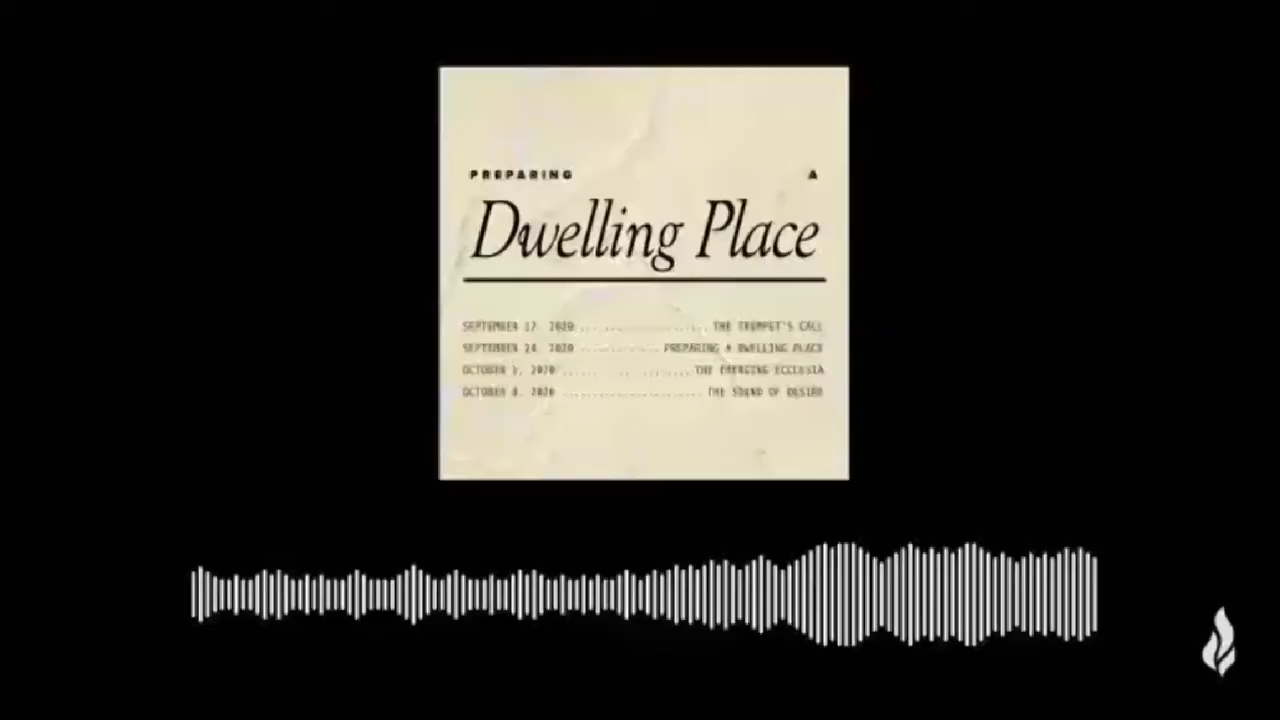 PREPARING A
Dwelling Place
SEPTEMBER 17, 2020 ..................... THE TRUMPET'S CALL
SEPTEMBER 24, 2020 ............. PREPARING A DWELLING PLACE
OCTOBER 1, 2020 ..................... THE EMERGING ECCLESIA
OCTOBER 8, 2020 ....................... THE SOUND OF DESIRE